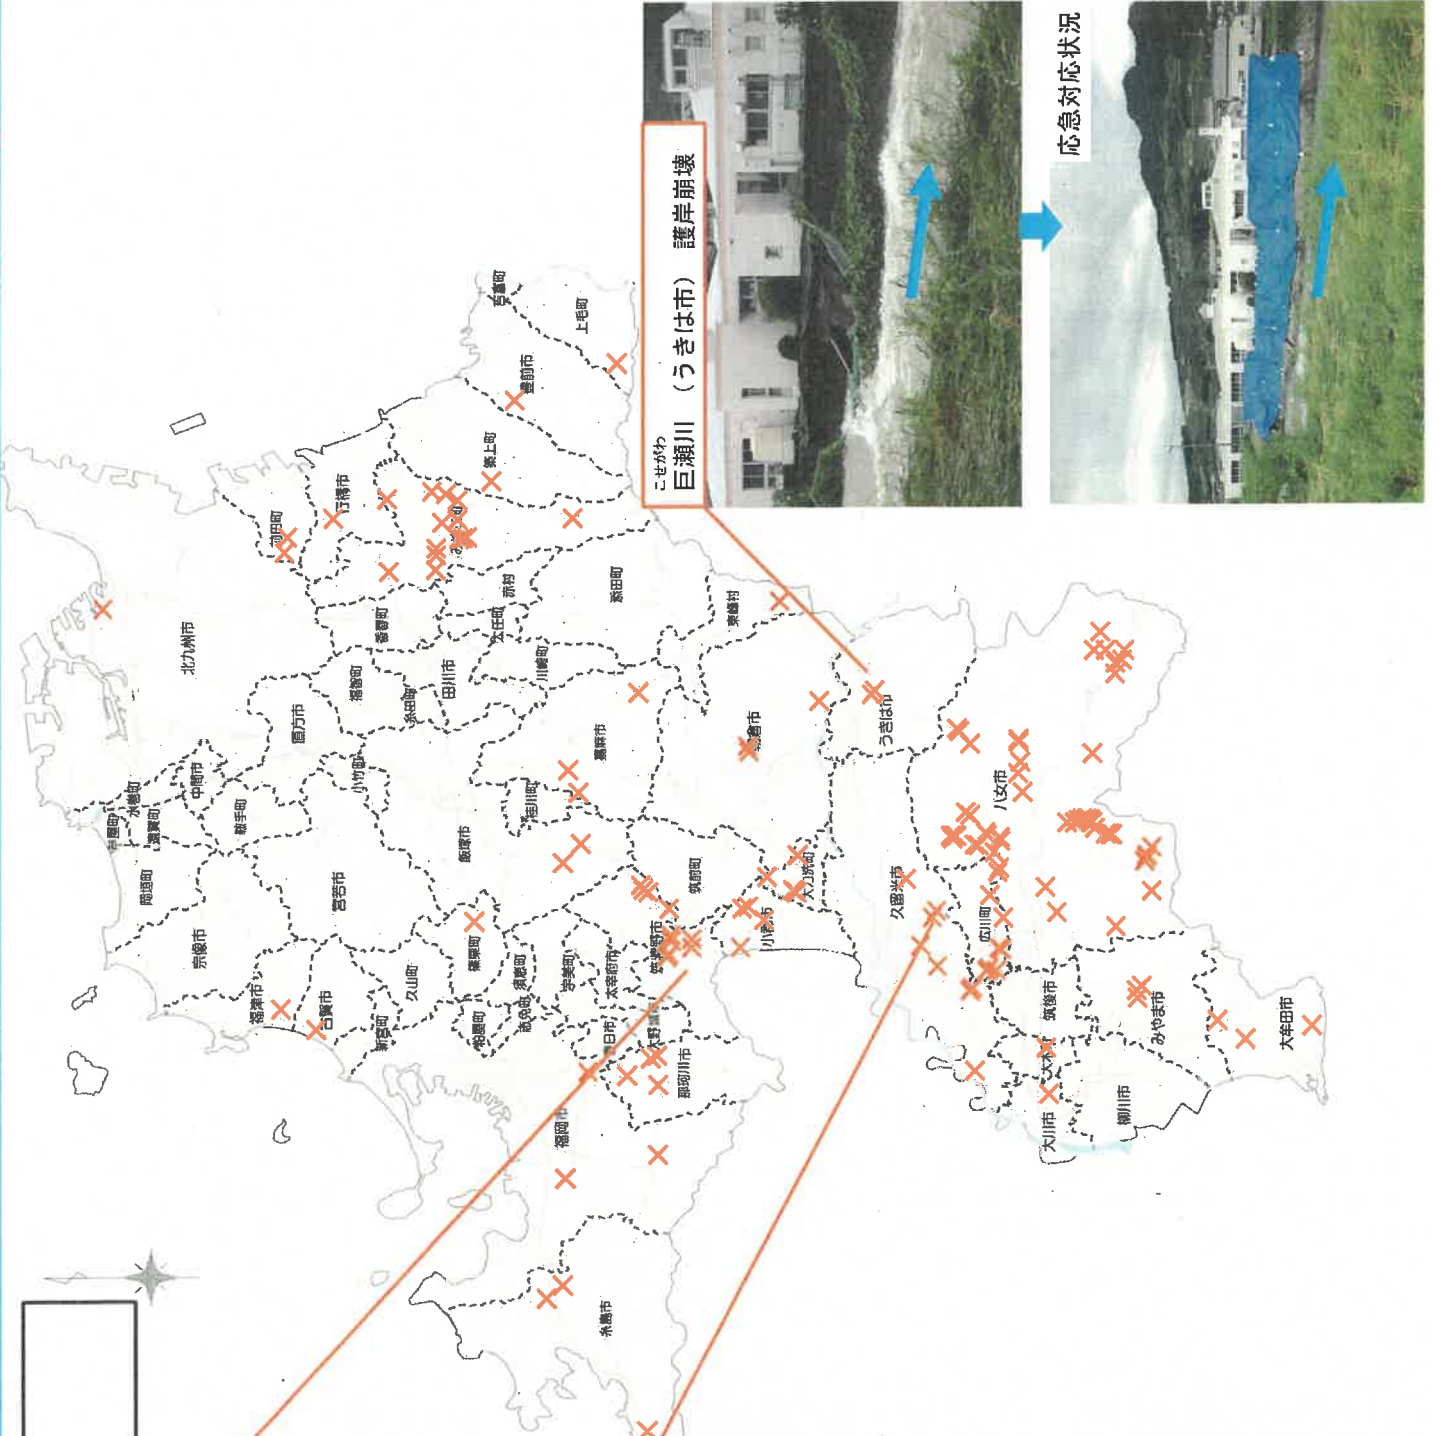 こせがわ
巨瀬川 (うきは市) 護岸崩壊
応急対応状況
吉富町
上毛町
豊前市
築上町
行橋市
苅田町
北九州市
香春町
赤村
大任町
添田町
東峰村
福智町
糸田町
田川市
川崎町
直方市
小竹町
嘉麻市
朝倉市
うきは市
芦屋町
水巻町
遠賀町
中間市
鞍手町
飯塚市
桂川町
岡垣町
宗像市
宮若市
筑前町
大刀洗町
久留米市
八女市
福津市
古賀市
新宮町
久山町
篠栗町
粕屋町
須恵町
志免町
宇美町
太宰府市
筑紫野市
小郡市
広川町
春日市
大野城市
那珂川市
福岡市
筑後市
みやま市
大木町
大川市
柳川市
大牟田市
糸島市